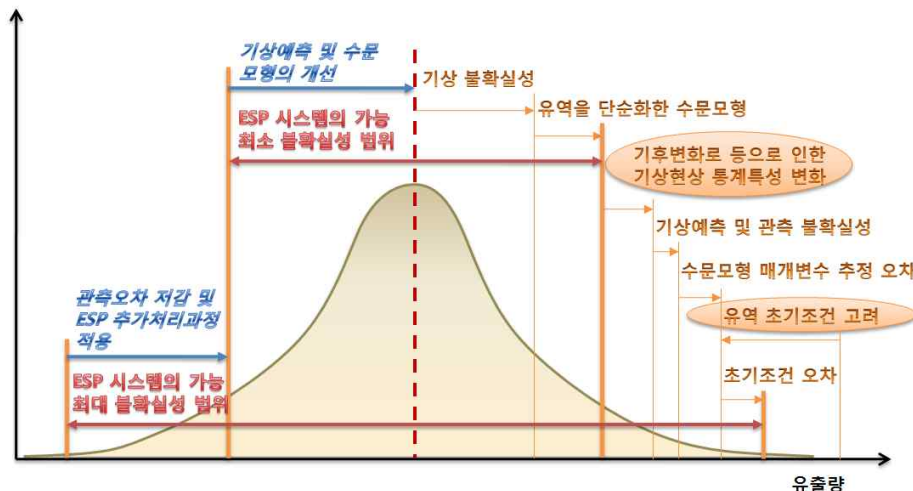 기상예측 및 수문
모형의 개선
기상 불확실성
유역을 단순화한 수문모형
ESP 시스템의 가능
최소 불확실성 범위
기후변화로 등으로 인한
기상현상 통계특성 변화
기상예측 및 관측 불확실성
수문모형 매개변수 추정 오차
관측오차 저감 및
ESP 추가처리과정
적용
유역 초기조건 고려
ESP 시스템의 가능
최대 불확실성 범위
초기조건 오차
유출량